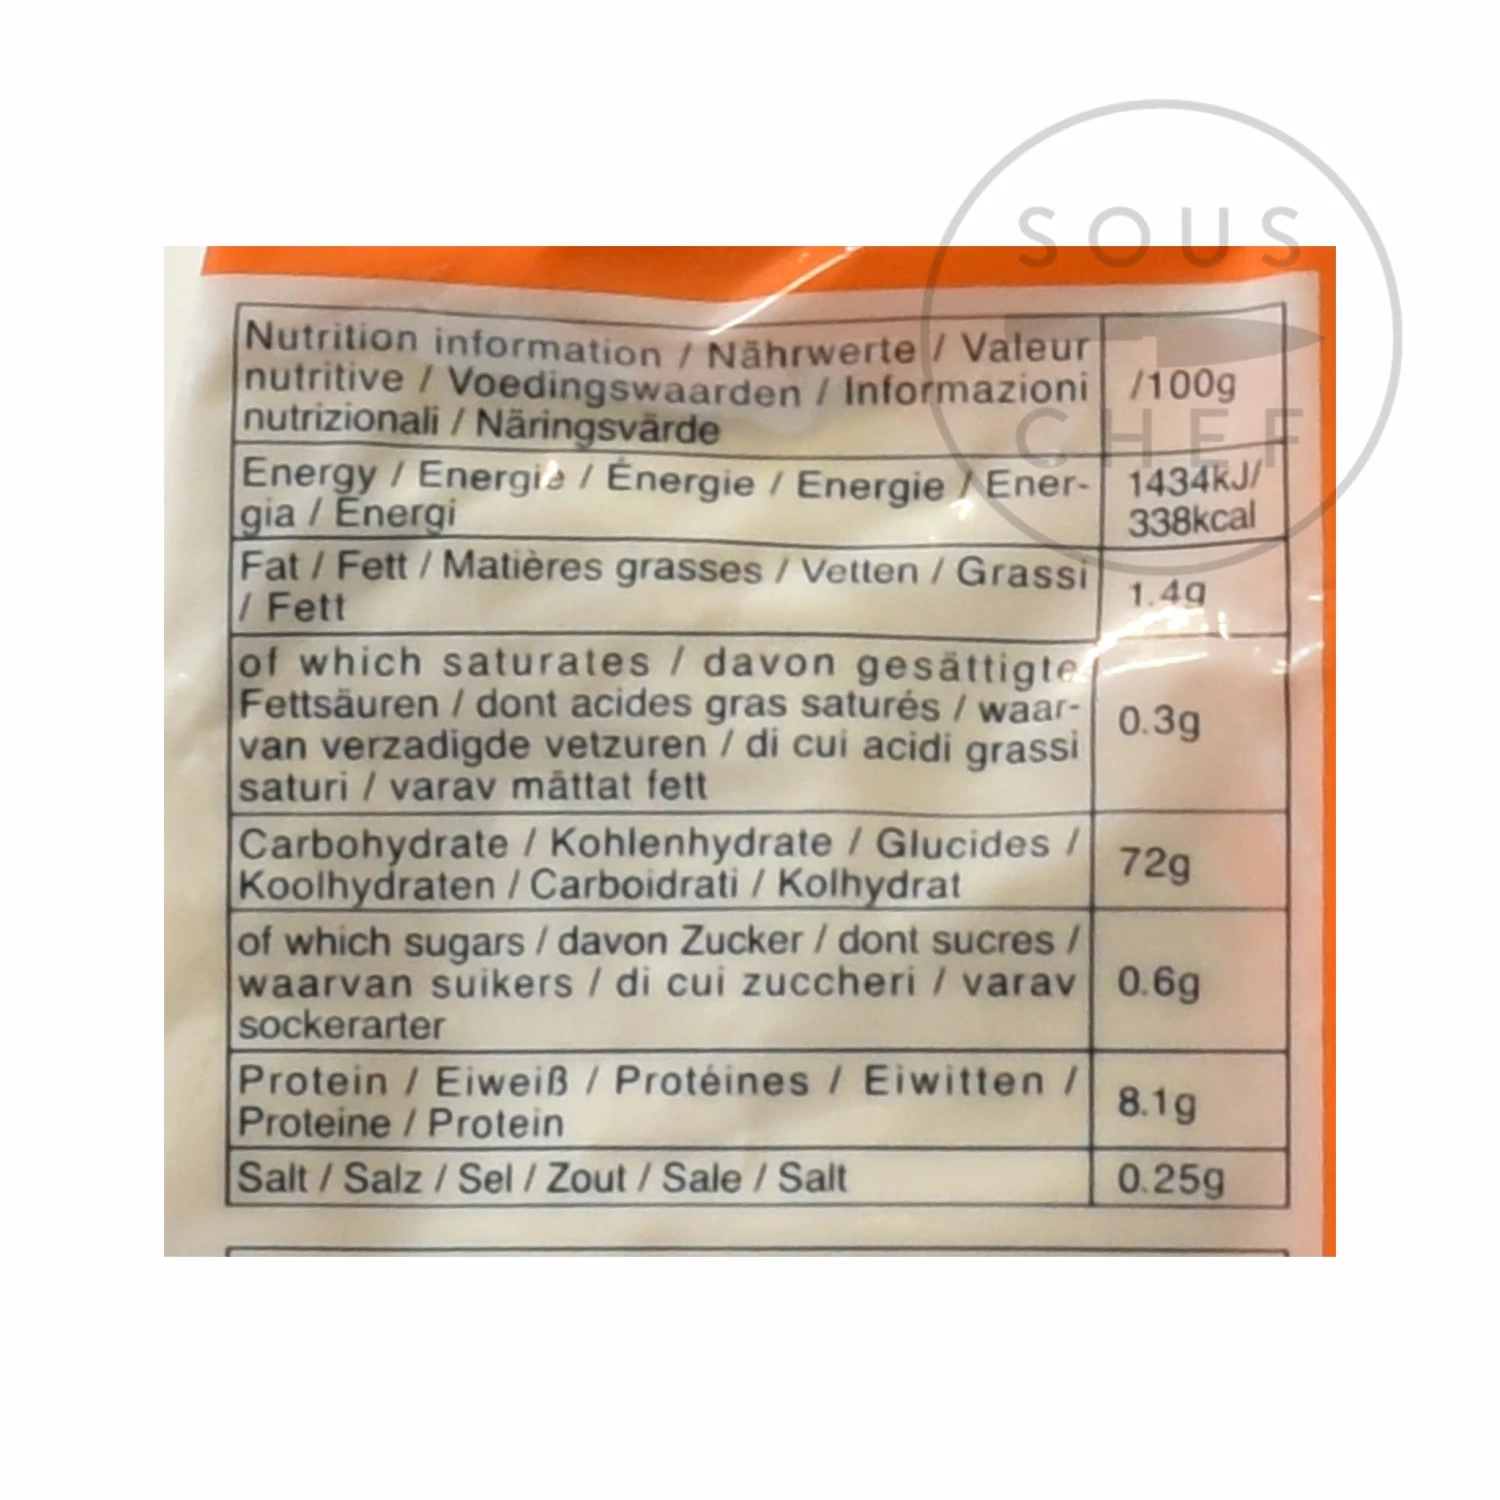 SOUS
CHEF
Nutrition information / Nährwerte / Valeur
nutritive / Voedingswaarden / Informazioni
nutrizionali / Näringsvärde
/100g
Energy / Energie / Énergie / Energie / Ener-
gia / Energi
1434kJ/
338kcal
Fat / Fett / Matières grasses / Vetten / Grassi
/ Fett
1.4g
of which saturates / davon gesättigte
Fettsäuren / dont acides gras saturés / waar-
van verzadigde vetzuren / di cui acidi grassi
saturi / varav mättat fett
0.3g
Carbohydrate / Kohlenhydrate / Glucides /
Koolhydraten / Carboidrati / Kolhydrat
72g
of which sugars / davon Zucker / dont sucres /
waarvan suikers / di cui zuccheri / varav
sockerarter
0.6g
Protein / Eiweiß / Protéines / Eiwitten /
Proteine / Protein
8.1g
Salt / Salz / Sel / Zout / Sale / Salt
0.25g